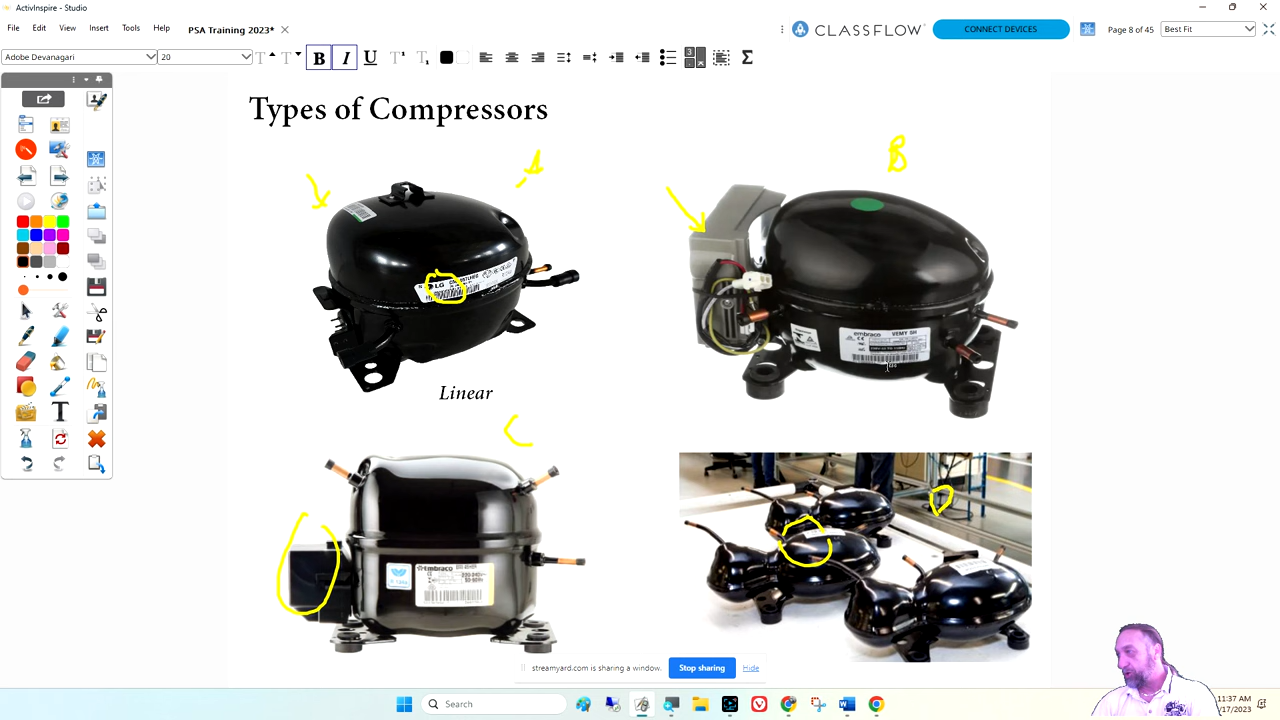 ActivInspire - Studio
File Edit View Insert Tools Help PSA Training 2023*
CLASSFLOW CONNECT DEVICES Page 8 of 45 Best Fit
Adobe Devanagari 20 B I U
Types of Compressors
A
B
LG
Linear
embraco VEMY 5H
C
D
Embraco
streamyard.com is sharing a window. Stop sharing Hide
Search
11:37 AM
/17/2023